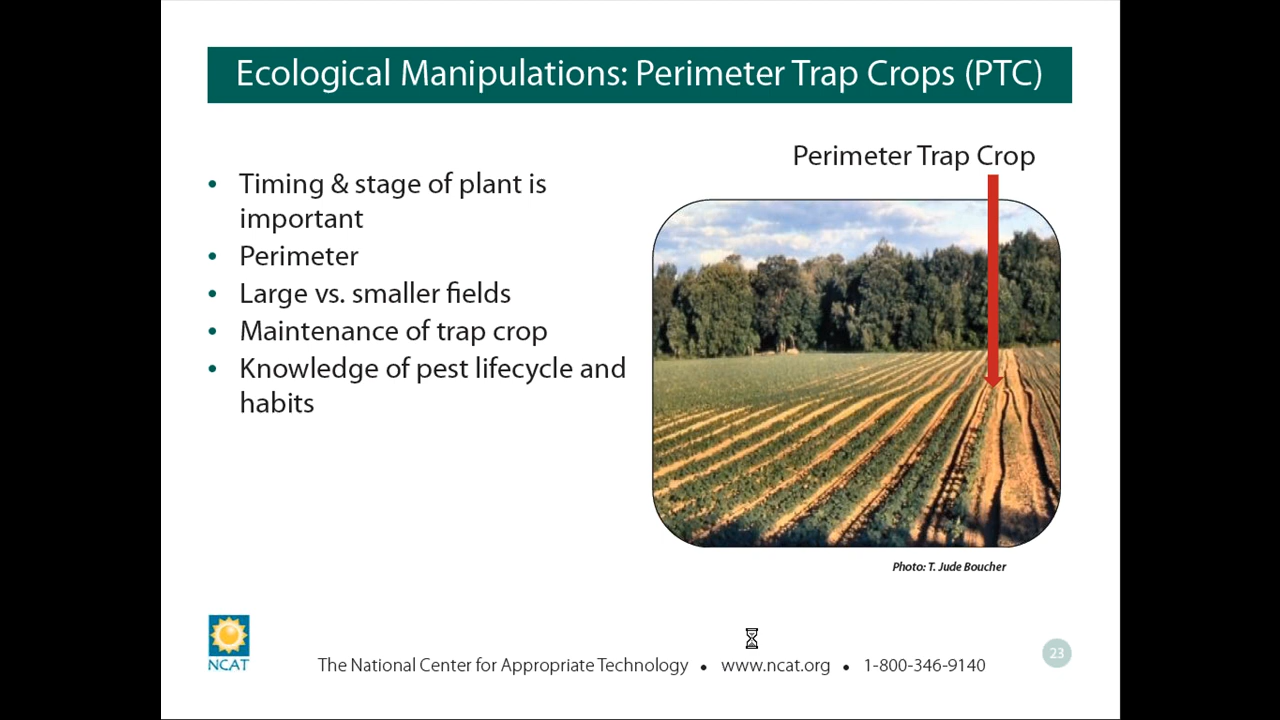 Ecological Manipulations: Perimeter Trap Crops (PTC)
Perimeter Trap Crop
• Timing & stage of plant is
important
• Perimeter
• Large vs. smaller fields
• Maintenance of trap crop
• Knowledge of pest lifecycle and
habits
Photo: T. Jude Boucher
NCAT
The National Center for Appropriate Technology • www.ncat.org • 1-800-346-9140
23